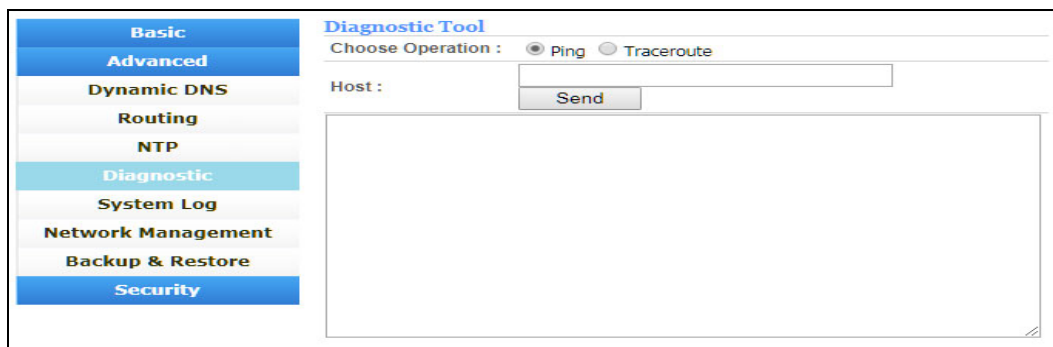 Basic
Advanced
Dynamic DNS
Routing
NTP
Diagnostic
System Log
Network Management
Backup & Restore
Security
Diagnostic Tool
Choose Operation : Ping Traceroute
Host :
Send